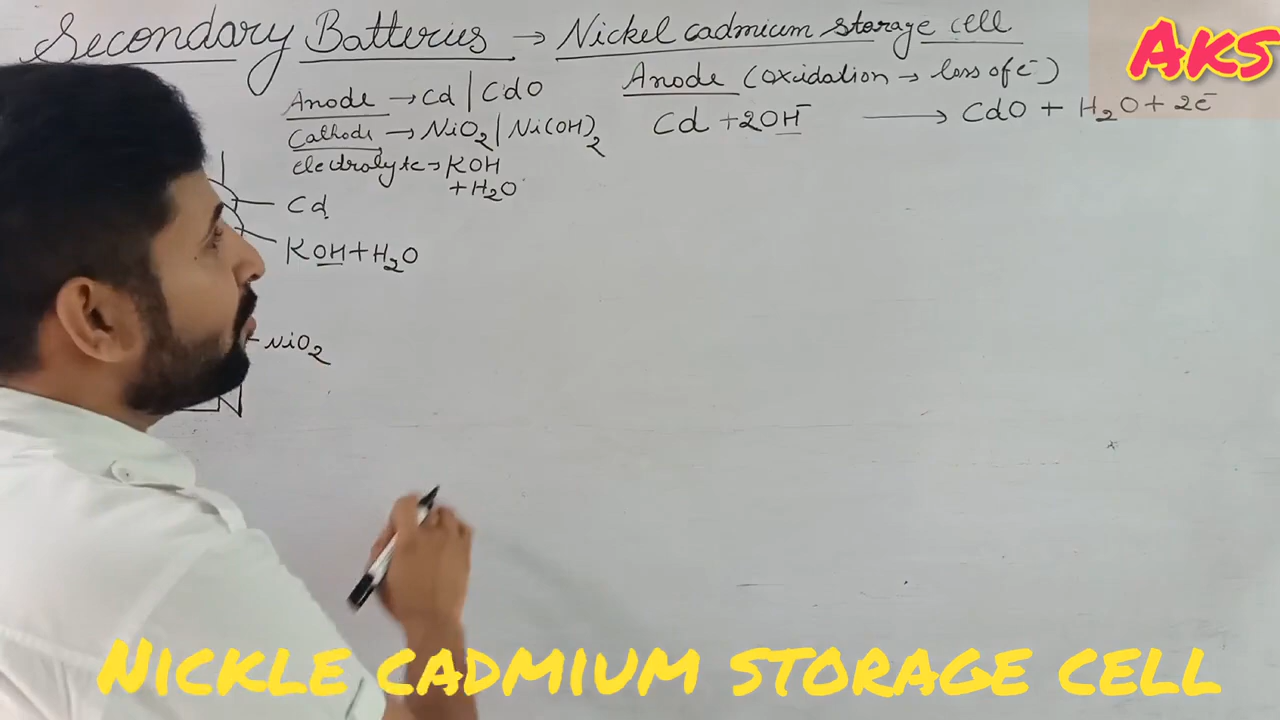 Secondary Batteries → Nickel cadmium storage cell
AKS
Anode → Cd | CdO
Cathode → NiO₂ | Ni(OH)₂
electrolyte → KOH
+ H₂O
Cd
KOH + H₂O
NiO₂
Anode (oxidation → loss of e⁻)
Cd + 2OH⁻ → CdO + H₂O + 2e⁻
NICKLE CADMIUM STORAGE CELL